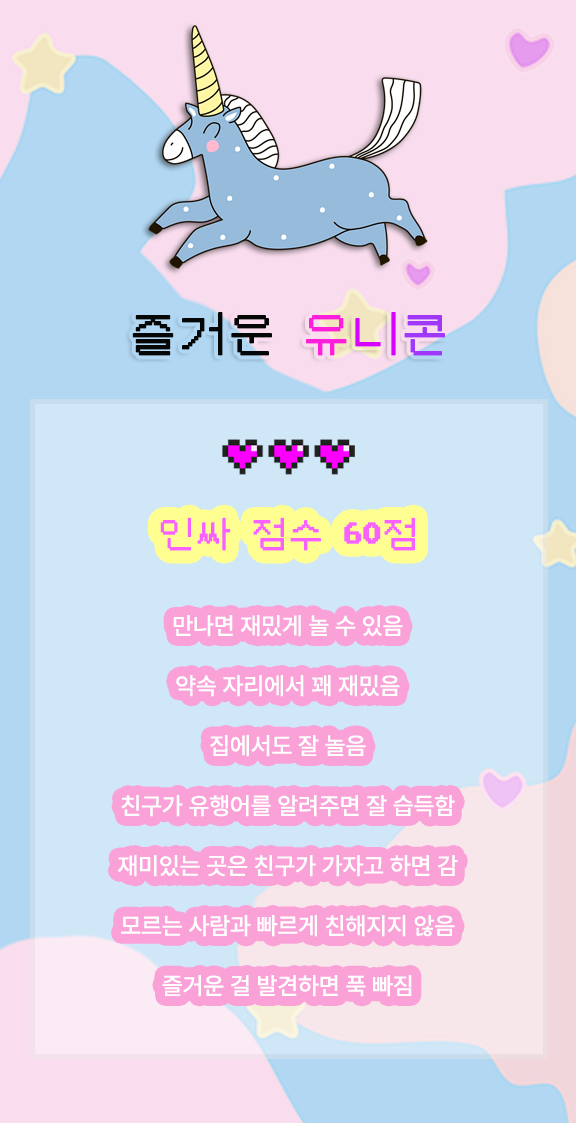 즐거운 유니콘
인싸 점수 60점
만나면 재밌게 놀 수 있음
약속 자리에서 꽤 재밌음
집에서도 잘 놀음
친구가 유행어를 알려주면 잘 습득함
재미있는 곳은 친구가 가자고 하면 감
모르는 사람과 빠르게 친해지지 않음
즐거운 걸 발견하면 푹 빠짐